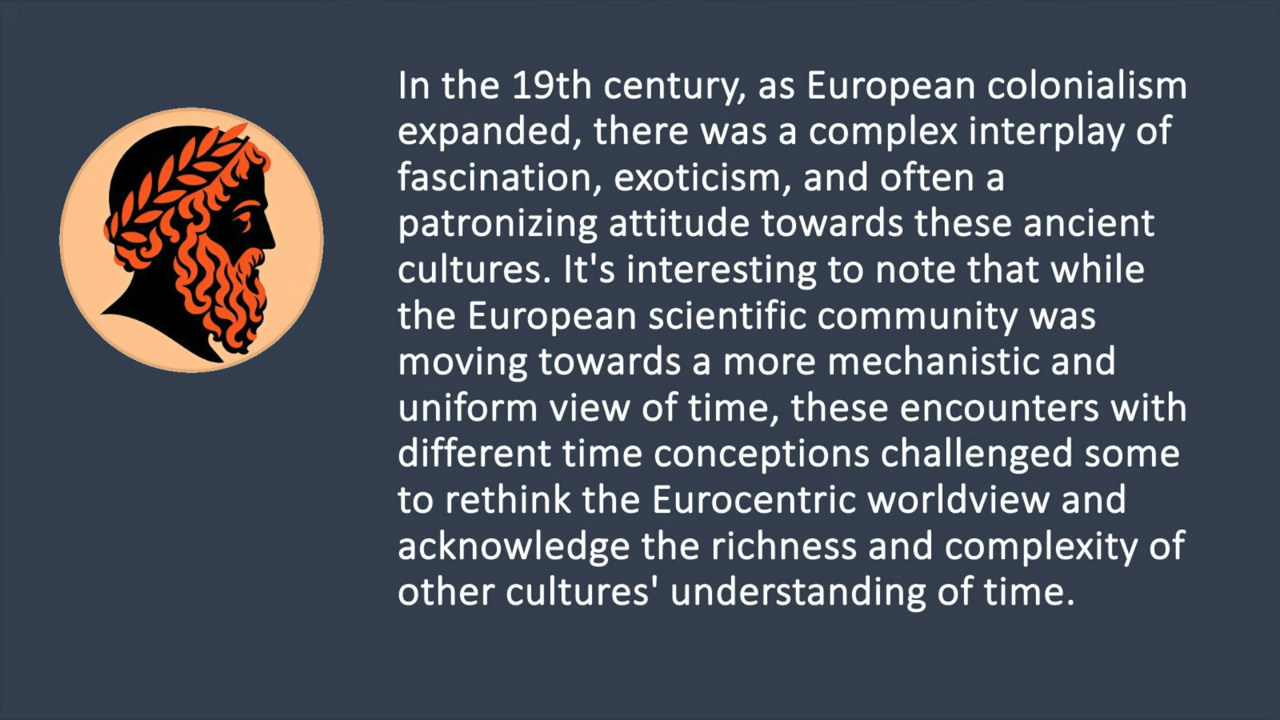 In the 19th century, as European colonialism
expanded, there was a complex interplay of
fascination, exoticism, and often a
patronizing attitude towards these ancient
cultures. It's interesting to note that while
the European scientific community was
moving towards a more mechanistic and
uniform view of time, these encounters with
different time conceptions challenged some
to rethink the Eurocentric worldview and
acknowledge the richness and complexity of
other cultures' understanding of time.